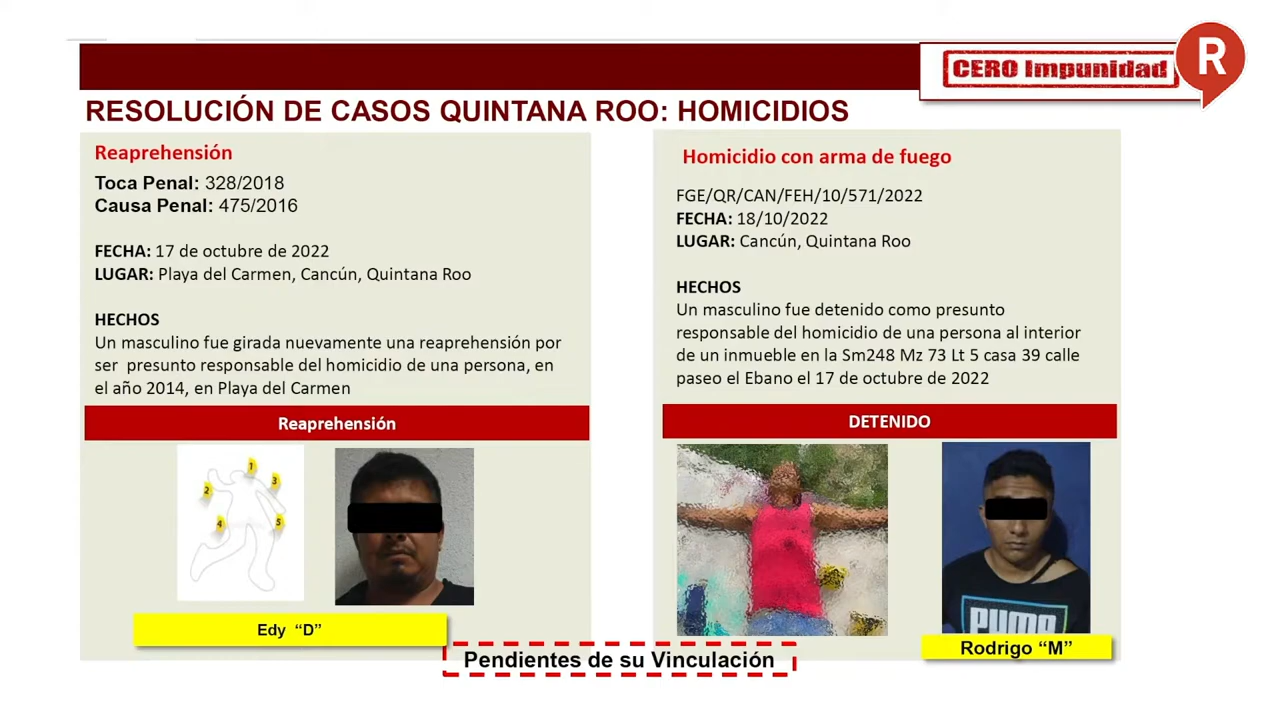 CERO Impunidad
R
RESOLUCIÓN DE CASOS QUINTANA ROO: HOMICIDIOS
Reaprehensión
Toca Penal: 328/2018
Causa Penal: 475/2016
FECHA: 17 de octubre de 2022
LUGAR: Playa del Carmen, Cancún, Quintana Roo
HECHOS
Un masculino fue girada nuevamente una reaprehensión por
ser presunto responsable del homicidio de una persona, en
el año 2014, en Playa del Carmen
Reaprehensión
1
2
3
4
5
Edy “D”
Homicidio con arma de fuego
FGE/QR/CAN/FEH/10/571/2022
FECHA: 18/10/2022
LUGAR: Cancún, Quintana Roo
HECHOS
Un masculino fue detenido como presunto
responsable del homicidio de una persona al interior
de un inmueble en la Sm248 Mz 73 Lt 5 casa 39 calle
paseo el Ebano el 17 de octubre de 2022
DETENIDO
PUMA
Rodrigo “M”
Pendientes de su Vinculación